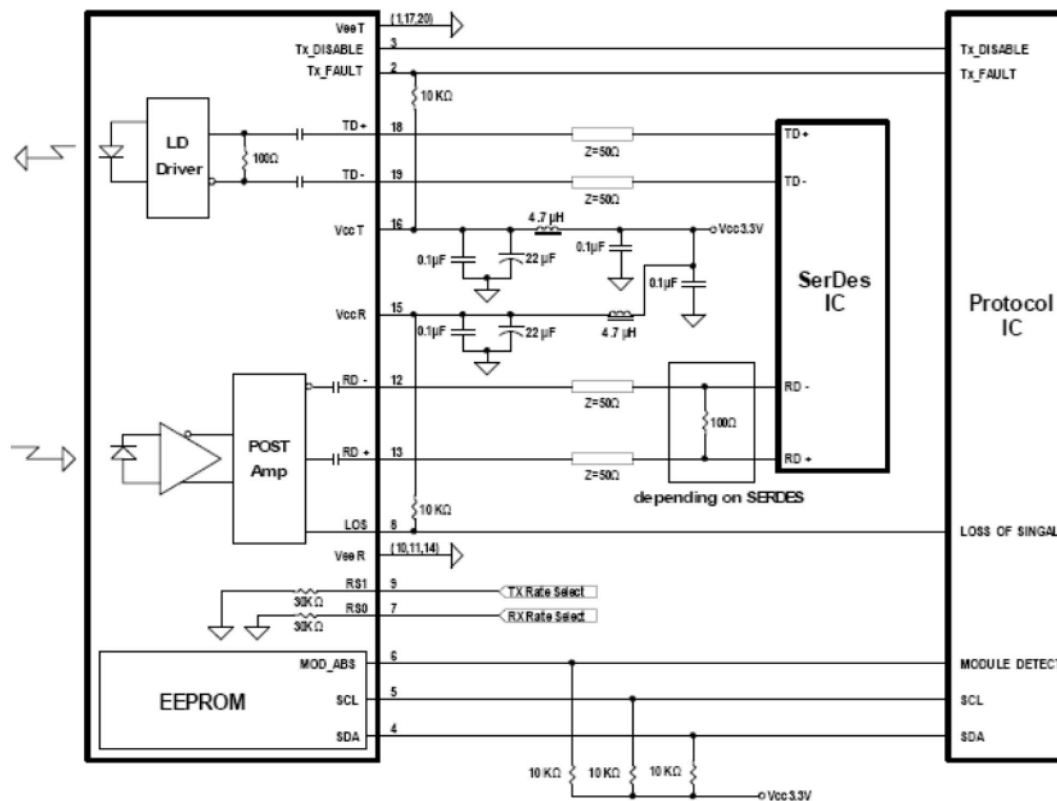 VeeT (1,17,20)
Tx_DISABLE 3 Tx_DISABLE
Tx_FAULT 2 Tx_FAULT
10 KΩ
TD+ 18 TD+
LD
Driver
100Ω
Z=50Ω
TD- 19 TD-
Z=50Ω
VccT 16
4.7 µH
Vcc3.3V
0.1µF
22 µF
0.1µF
0.1µF
SerDes
IC
Protocol
IC
VccR 15
0.1µF
22 µF
4.7 µH
RD - 12 RD -
Z=50Ω
100Ω
POST
Amp
RD + 13 RD +
Z=50Ω
depending on SERDES
10 KΩ
LOS 8 LOSS OF SINGAL
VeeR (10,11,14)
RS1 9 TX Rate Select
30KΩ
RS0 7 RX Rate Select
30KΩ
MOD_ABS 6 MODULE DETECT
EEPROM
SCL 5 SCL
SDA 4 SDA
10 KΩ 10 KΩ 10 KΩ
Vcc3.3V